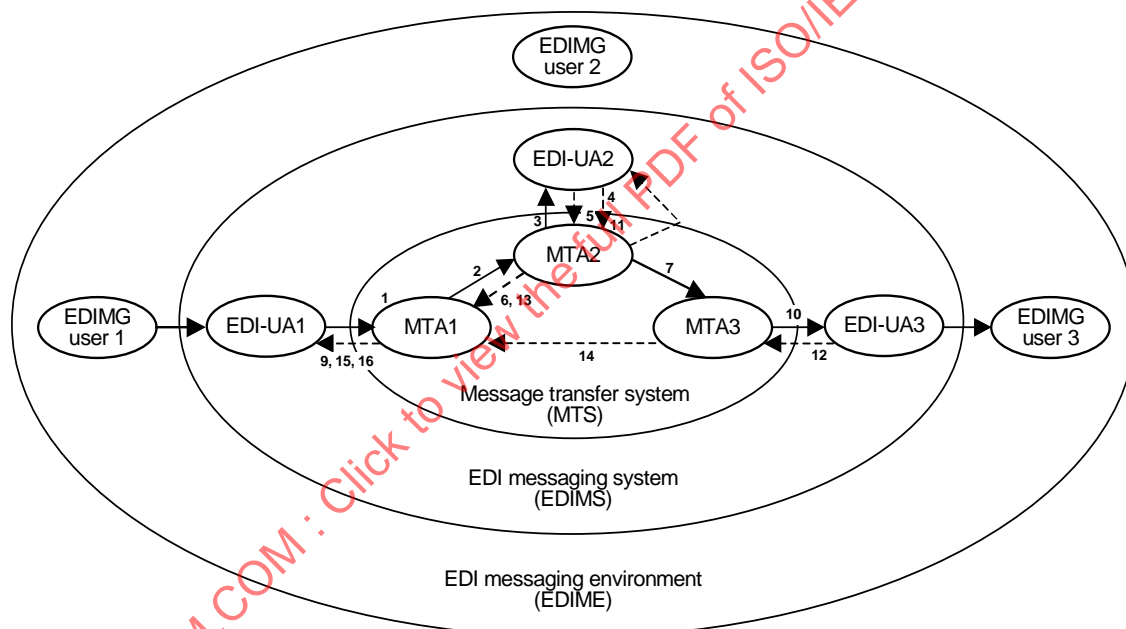 EDIMG
user 2
EDI-UA2
4
3
5
11
MTA2
2
7
6, 13
1
10
EDIMG
user 1
EDI-UA1
MTA1
MTA3
EDI-UA3
EDIMG
user 3
9, 15, 16
14
12
Message transfer system
(MTS)
EDI messaging system
(EDIMS)
EDI messaging environment
(EDIME)
M.COM : Click to view the full PDF of ISO/IE